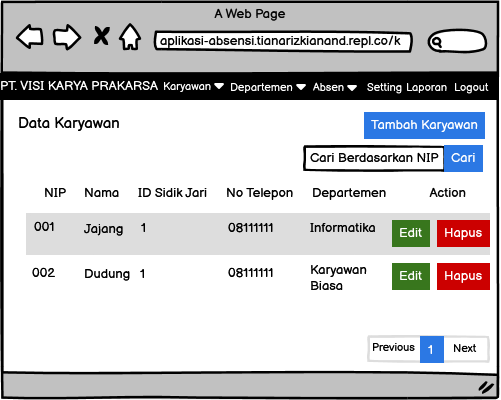 A Web Page
aplikasi-absensi.tianarizkianand.repl.co/k
PT. VISI KARYA PRAKARSA Karyawan Departemen Absen Setting Laporan Logout
Data Karyawan
Tambah Karyawan
Cari Berdasarkan NIP Cari
NIP Nama ID Sidik Jari No Telepon Departemen Action
001 Jajang 1 08111111 Informatika Edit Hapus
002 Dudung 1 08111111 Karyawan Edit Hapus
Biasa
Previous 1 Next